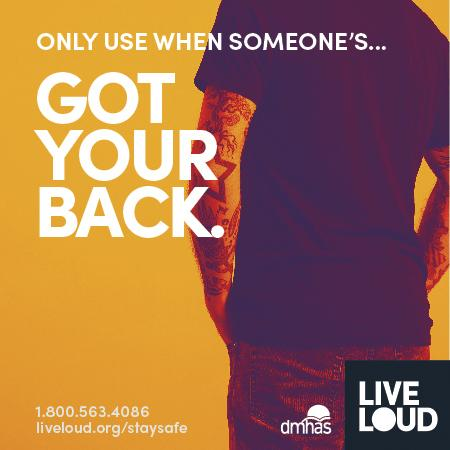 ONLY USE WHEN SOMEONE’S...
GOT
YOUR
BACK.
1.800.563.4086
liveloud.org/staysafe
dmhas
LIVE
LOUD